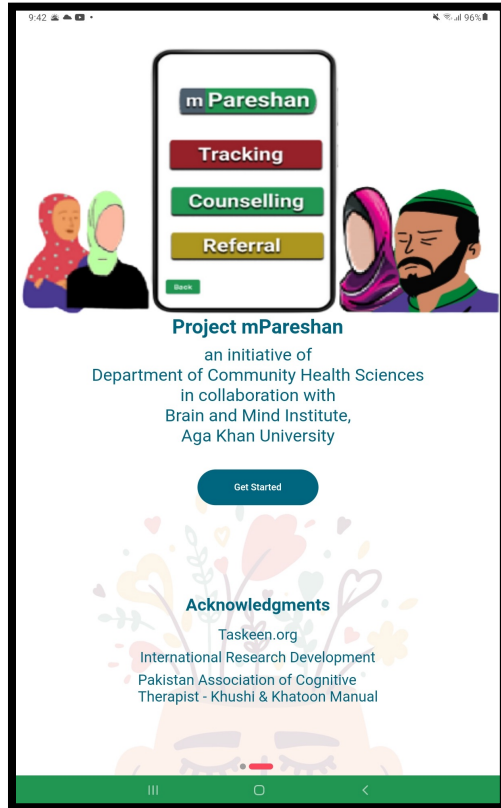 9:42
96%
m Pareshan
Tracking
Counselling
Referral
Back
Project mPareshan
an initiative of
Department of Community Health Sciences
in collaboration with
Brain and Mind Institute,
Aga Khan University
Get Started
Acknowledgments
Taskeen.org
International Research Development
Pakistan Association of Cognitive
Therapist - Khushi & Khatoon Manual